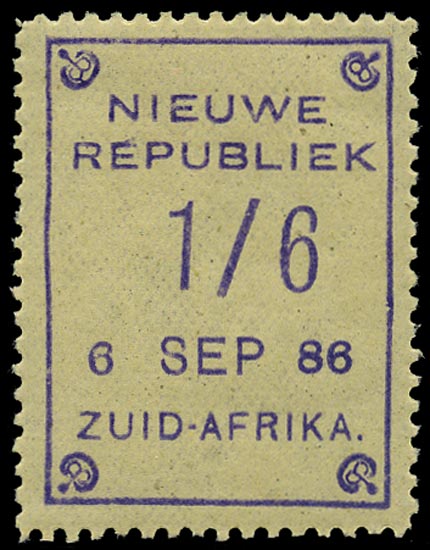 NIEUWE
REPUBLIEK
1/6
6 SEP 86
ZUID-AFRIKA.